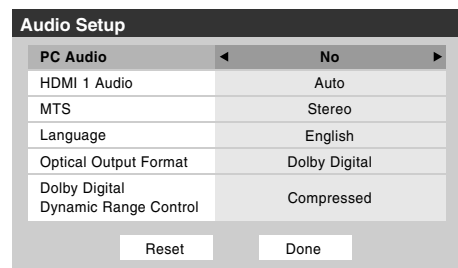 Audio Setup
PC Audio ◀ No ▶
HDMI 1 Audio Auto
MTS Stereo
Language English
Optical Output Format Dolby Digital
Dolby Digital
Dynamic Range Control Compressed
Reset Done